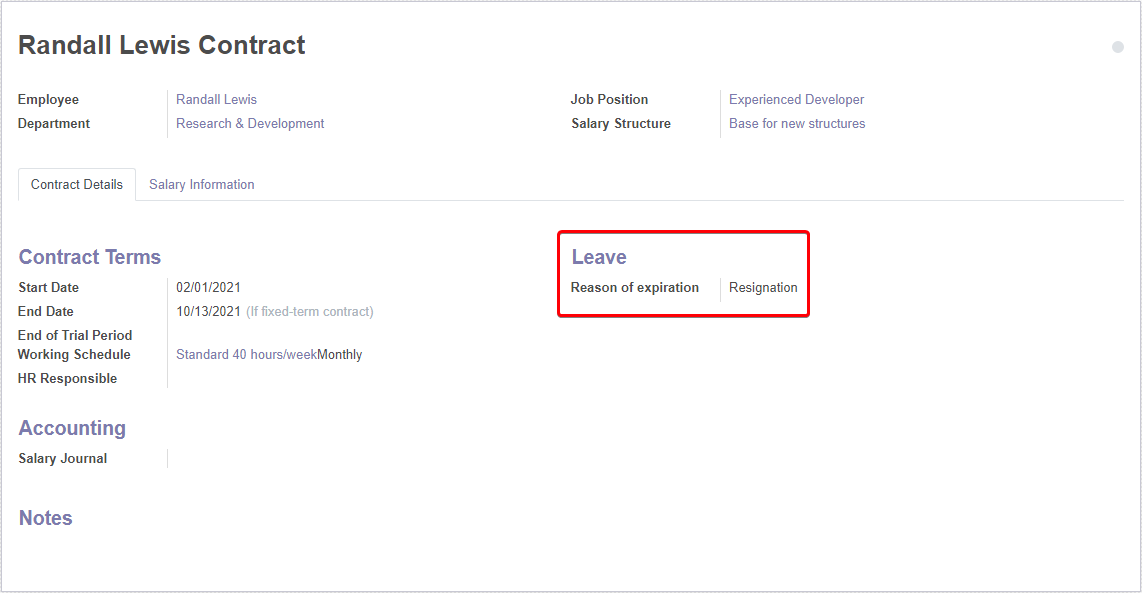 Randall Lewis Contract
Employee Randall Lewis Job Position Experienced Developer
Department Research & Development Salary Structure Base for new structures
Contract Details Salary Information
Contract Terms Leave
Start Date 02/01/2021 Reason of expiration Resignation
End Date 10/13/2021 (If fixed-term contract)
End of Trial Period
Working Schedule Standard 40 hours/weekMonthly
HR Responsible
Accounting
Salary Journal
Notes